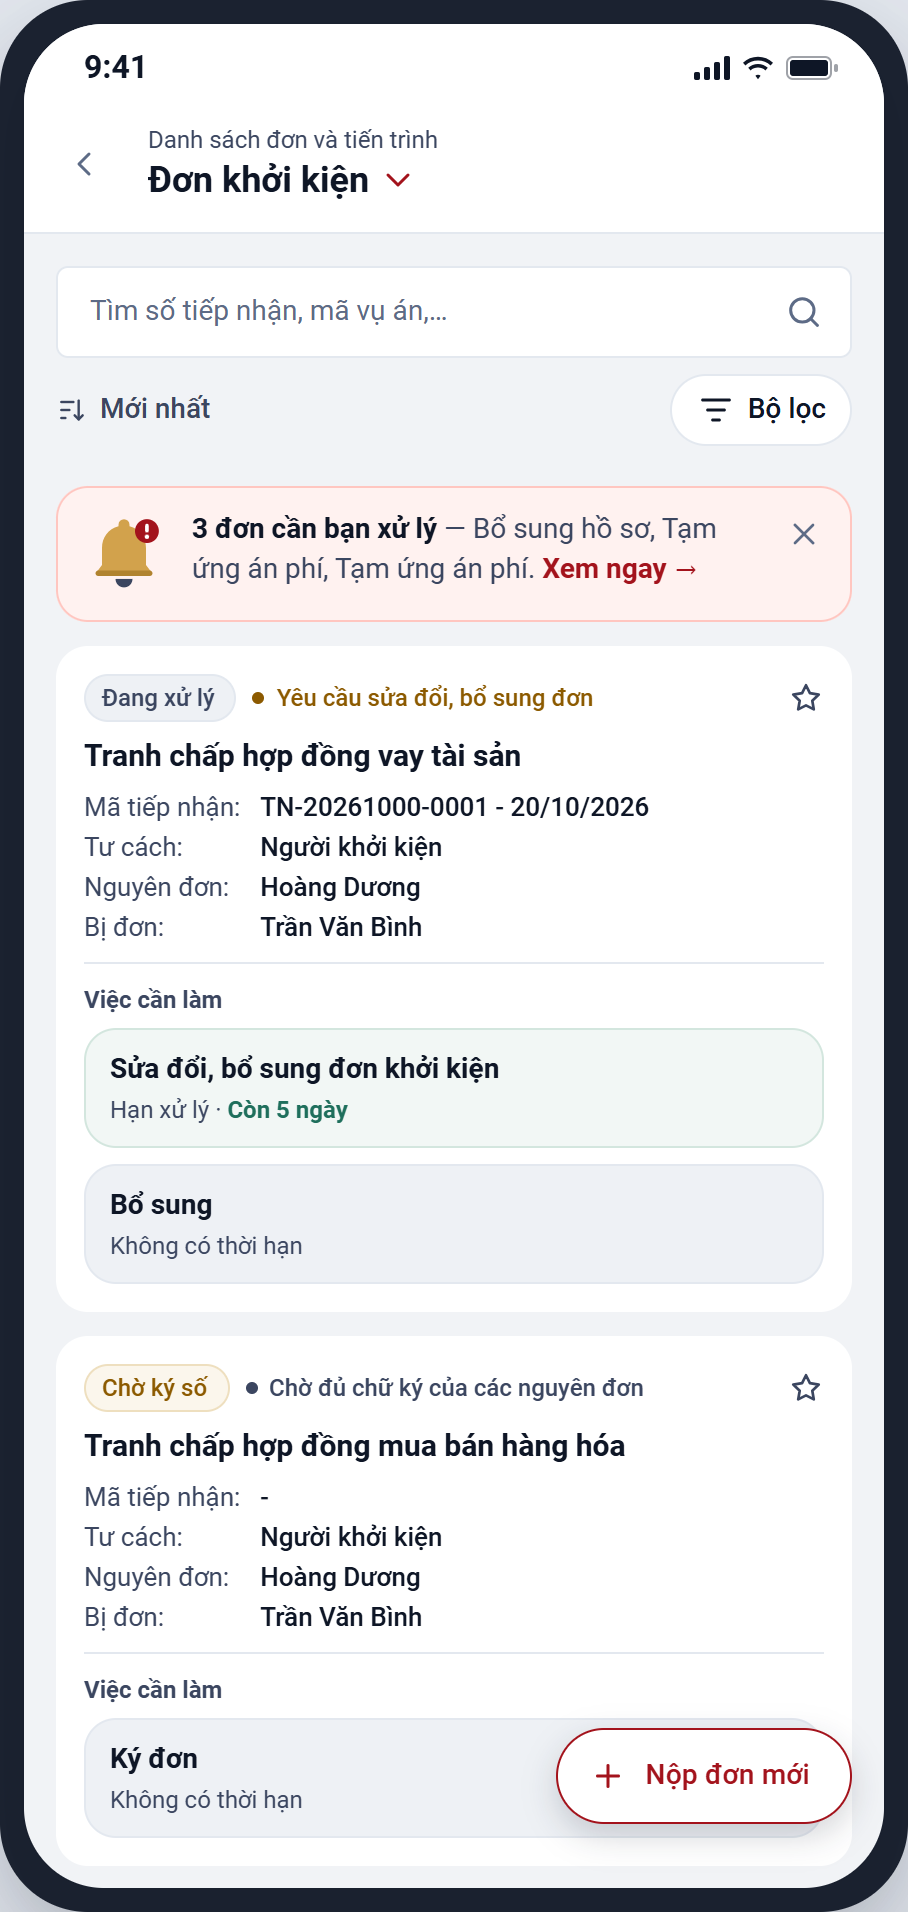 9:41
Danh sách đơn và tiến trình
Đơn khởi kiện
Tìm số tiếp nhận, mã vụ án,...
Mới nhất
Bộ lọc
3 đơn cần bạn xử lý — Bổ sung hồ sơ, Tạm
ứng án phí, Tạm ứng án phí. Xem ngay →
Đang xử lý
• Yêu cầu sửa đổi, bổ sung đơn
Tranh chấp hợp đồng vay tài sản
Mã tiếp nhận: TN-20261000-0001 - 20/10/2026
Tư cách: Người khởi kiện
Nguyên đơn: Hoàng Dương
Bị đơn: Trần Văn Bình
Việc cần làm
Sửa đổi, bổ sung đơn khởi kiện
Hạn xử lý · Còn 5 ngày
Bổ sung
Không có thời hạn
Chờ ký số
• Chờ đủ chữ ký của các nguyên đơn
Tranh chấp hợp đồng mua bán hàng hóa
Mã tiếp nhận: -
Tư cách: Người khởi kiện
Nguyên đơn: Hoàng Dương
Bị đơn: Trần Văn Bình
Việc cần làm
Ký đơn
Không có thời hạn
+ Nộp đơn mới